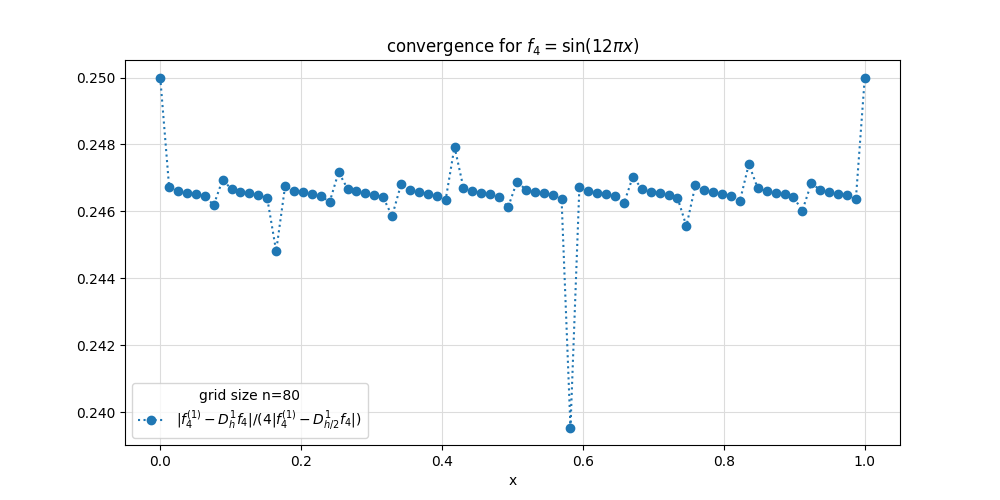 convergence for $f_4 = \sin(12\pi x)$
0.250
0.248
0.246
0.244
0.242
0.240
grid size n=80
$|f_4^{(1)} - D_h^1 f_4|/(4|f_4^{(1)} - D_{h/2}^1 f_4|)$
0.0 0.2 0.4 0.6 0.8 1.0
x